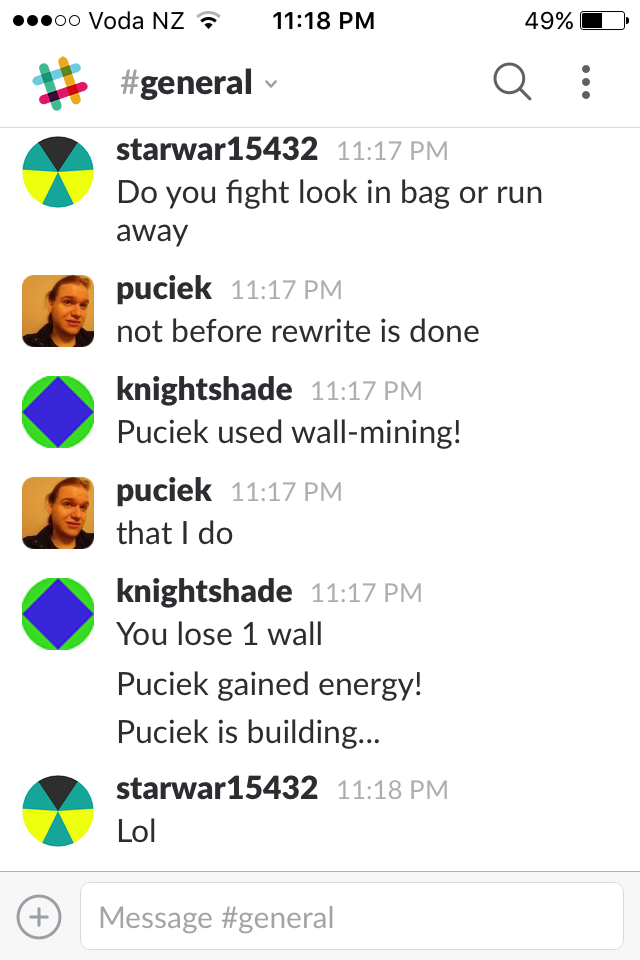 Voda NZ 11:18 PM 49%
#general
starwar15432 11:17 PM
Do you fight look in bag or run
away
puciek 11:17 PM
not before rewrite is done
knightshade 11:17 PM
Puciek used wall-mining!
puciek 11:17 PM
that I do
knightshade 11:17 PM
You lose 1 wall
Puciek gained energy!
Puciek is building...
starwar15432 11:18 PM
Lol
Message #general